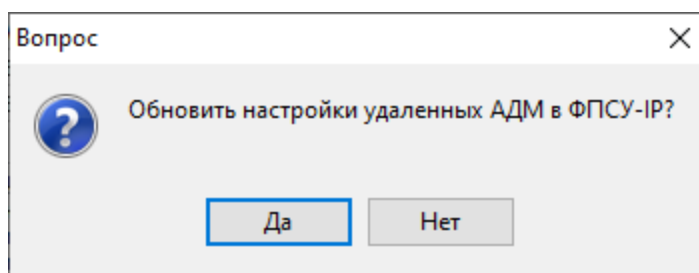 Вопрос
Обновить настройки удаленных АДМ в ФПСУ-IP?
Да
Нет